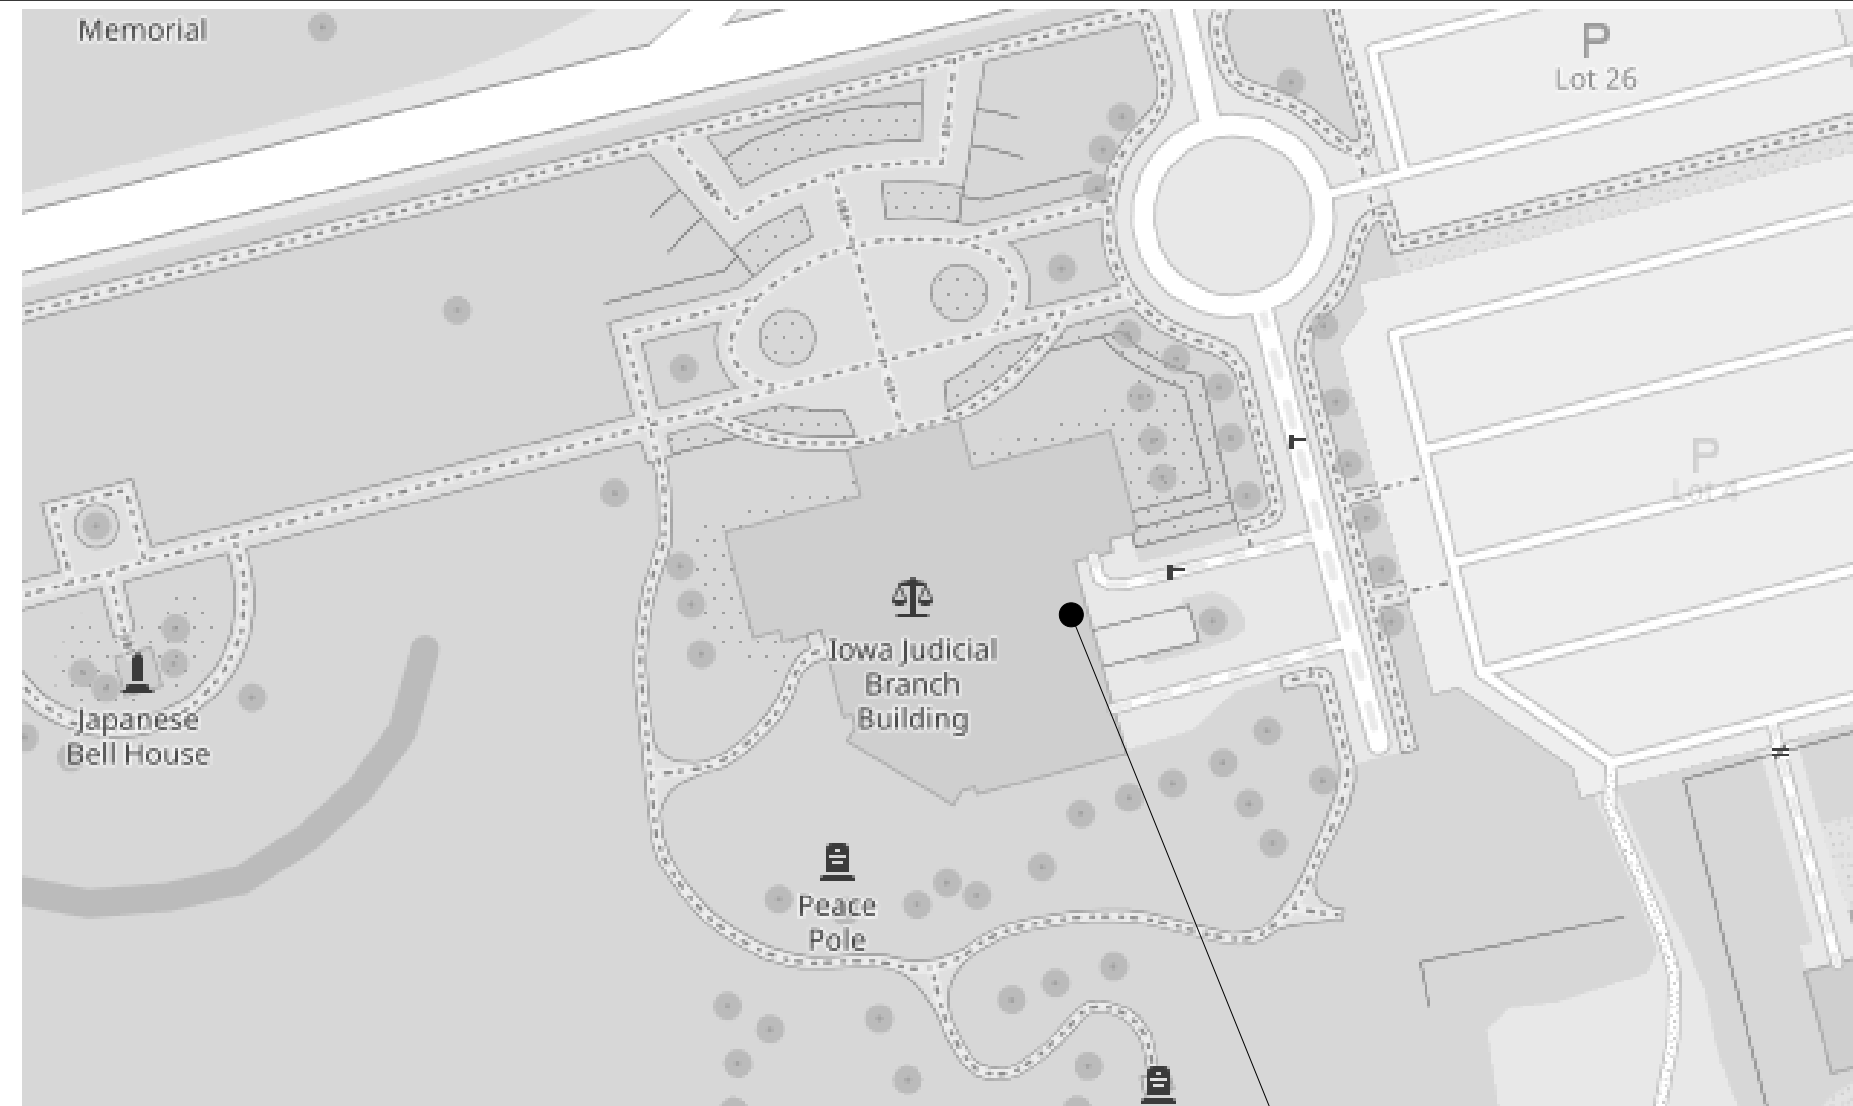 Memorial
P
Lot 26
P
Iowa Judicial
Branch
Building
Japanese
Bell House
Peace
Pole